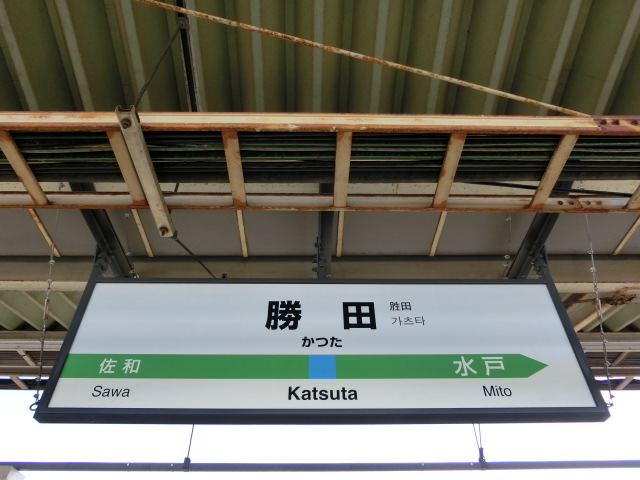 勝田 胜田
가츠타
かつた
佐和 水戸
Sawa Katsuta Mito